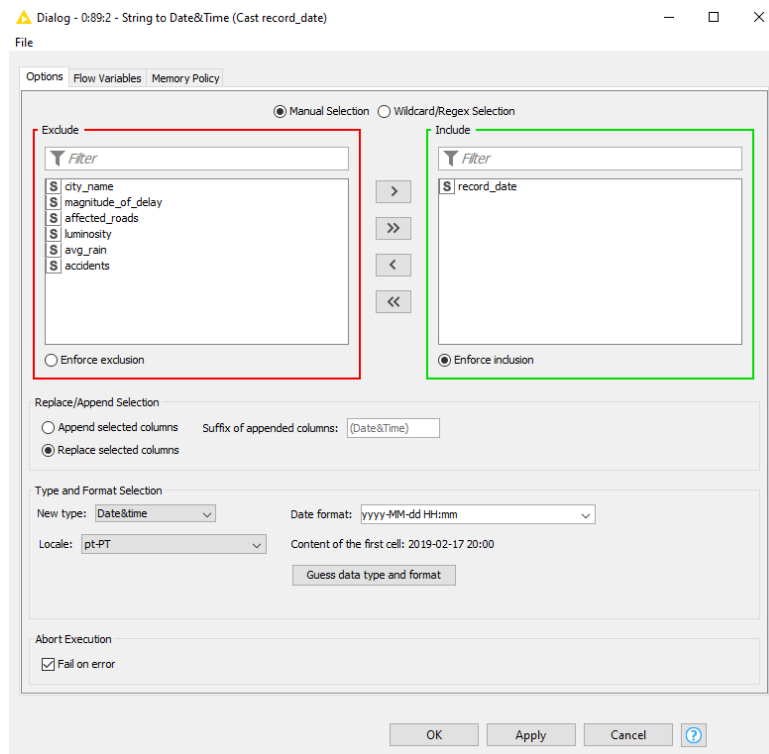 Dialog - 0:89:2 - String to Date&Time (Cast record_date)
File
Options Flow Variables Memory Policy
Manual Selection Wildcard/Regex Selection
Exclude
Filter
S city_name
S magnitude_of_delay
S affected_roads
S luminosity
S avg_rain
S accidents
Enforce exclusion
>
>>
<
<<
Include
Filter
S record_date
Enforce inclusion
Replace/Append Selection
Append selected columns Suffix of appended columns: (Date&Time)
Replace selected columns
Type and Format Selection
New type: Date&time Date format: yyyy-MM-dd HH:mm
Locale: pt-PT Content of the first cell: 2019-02-17 20:00
Guess data type and format
Abort Execution
Fail on error
OK Apply Cancel ?